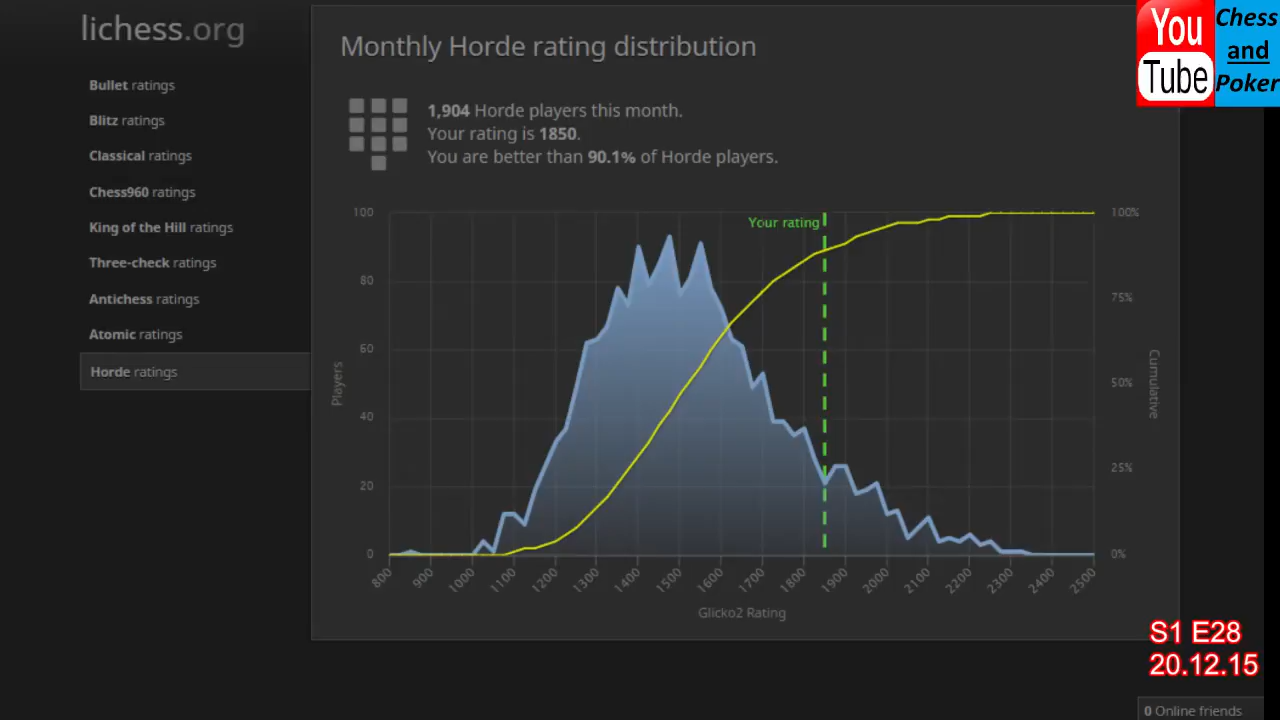 lichess.org
Bullet ratings
Blitz ratings
Classical ratings
Chess960 ratings
King of the Hill ratings
Three-check ratings
Antichess ratings
Atomic ratings
Horde ratings
Monthly Horde rating distribution
1,904 Horde players this month.
Your rating is 1850.
You are better than 90.1% of Horde players.
You Tube
Chess
and
Poker
Your rating
100
80
60
40
20
0
Players
100%
75%
50%
25%
0%
Cumulative
800 900 1000 1100 1200 1300 1400 1500 1600 1700 1800 1900 2000 2100 2200 2300 2400 2500
Glicko2 Rating
S1 E28
20.12.15
0 Online friends